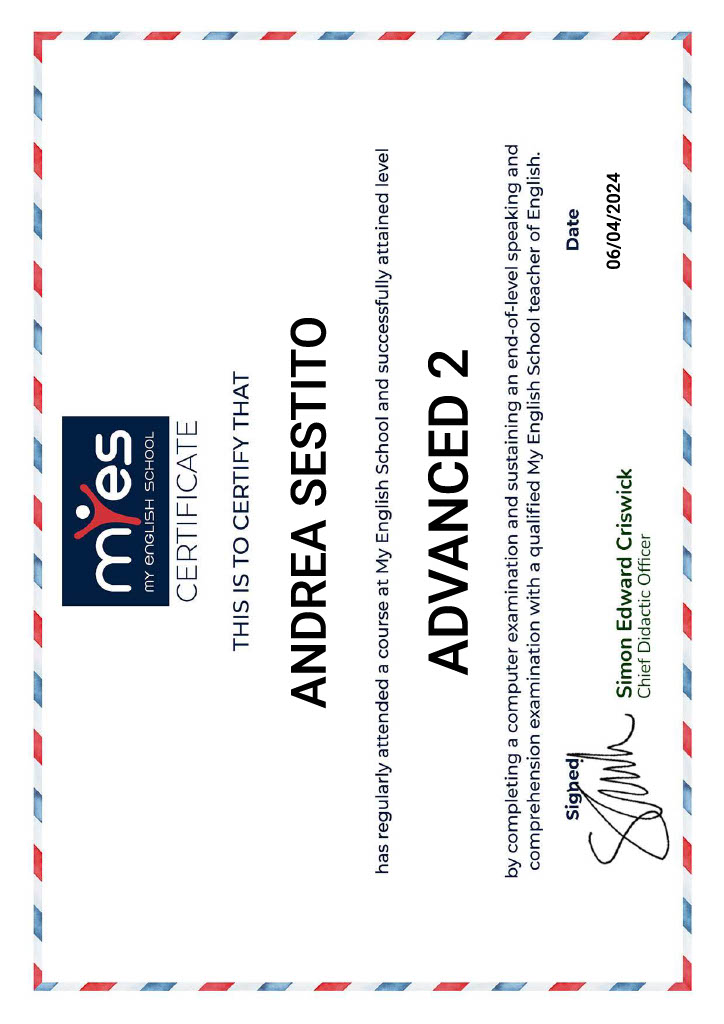 myes
MY ENGLISH SCHOOL
CERTIFICATE
THIS IS TO CERTIFY THAT
ANDREA SESTITO
has regularly attended a course at My English School and successfully attained level
ADVANCED 2
by completing a computer examination and sustaining an end-of-level speaking and
comprehension examination with a qualified My English School teacher of English.
Signed
Date
06/04/2024
Simon Edward Criswick
Chief Didactic Officer